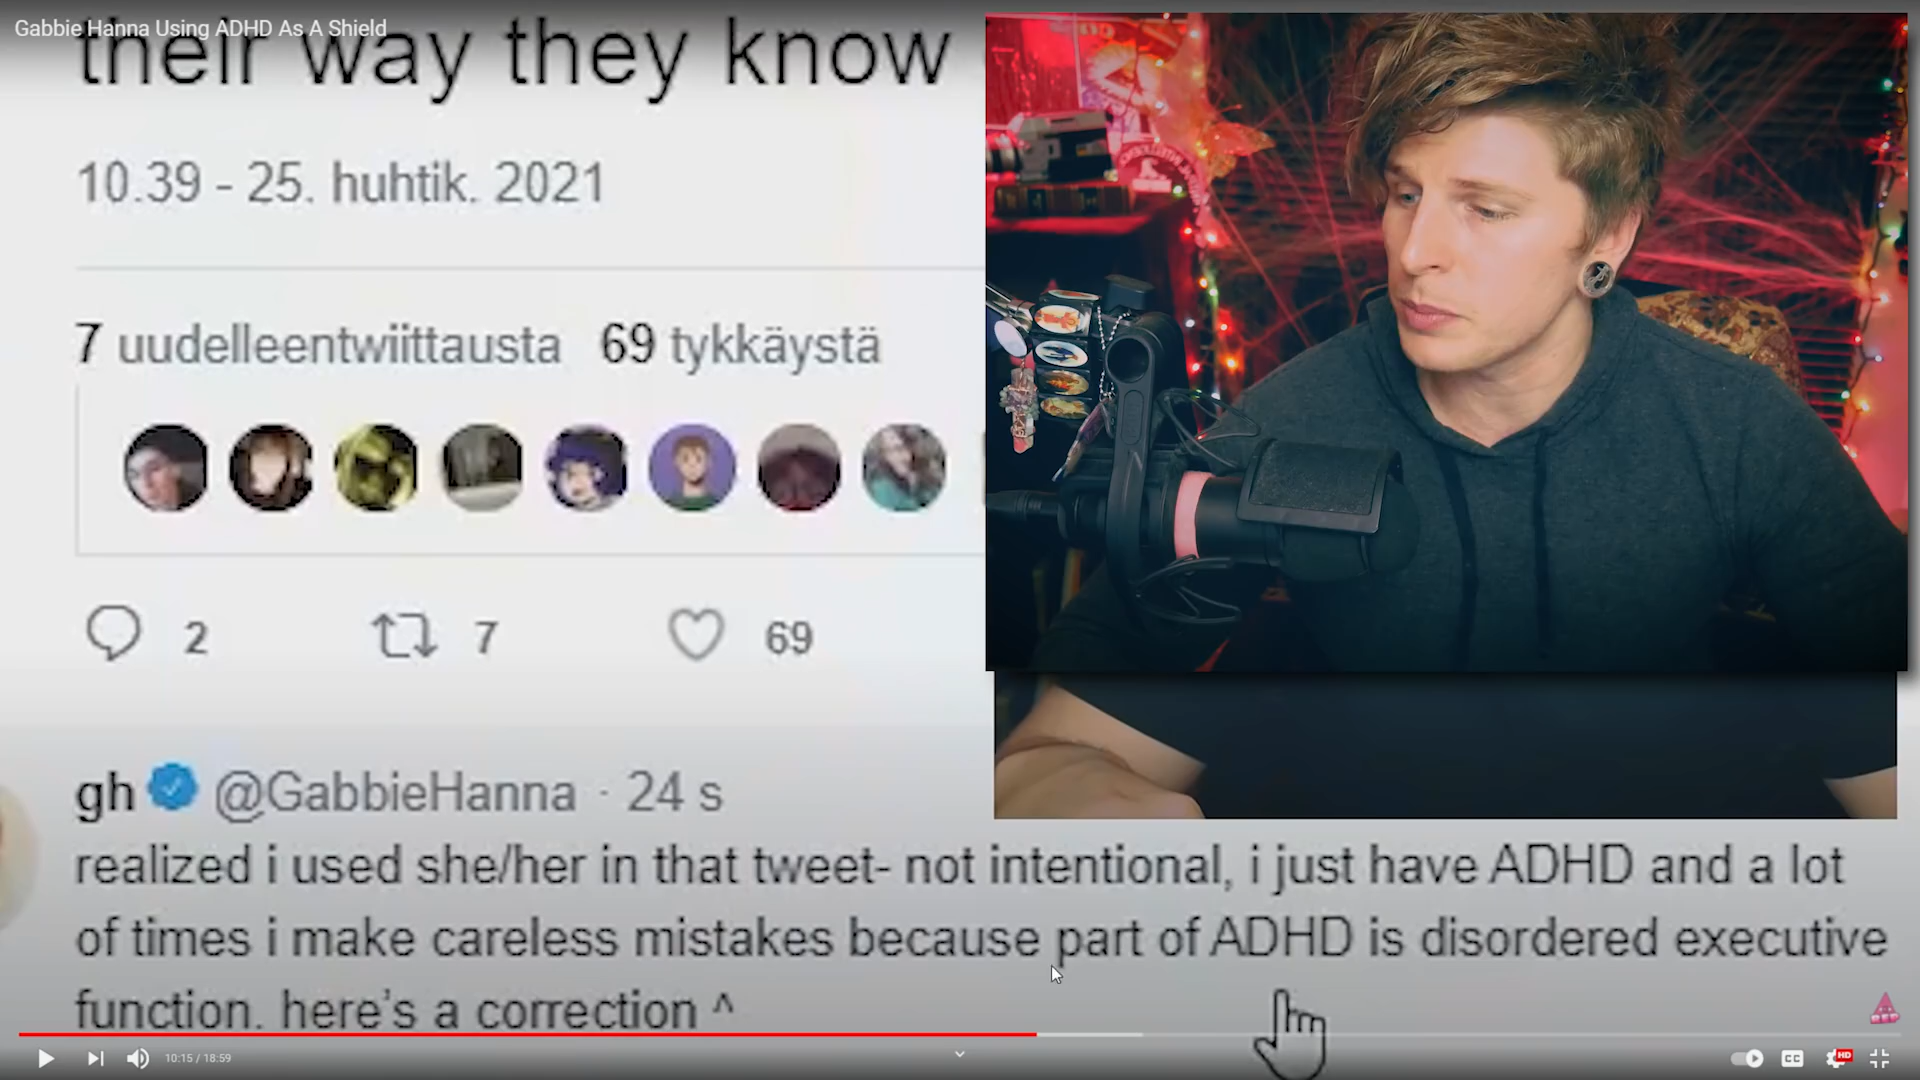 Gabbie Hanna Using ADHD As A Shield
their way they know
10.39 - 25. huhtik. 2021
7 uudelleentwiittausta 69 tykkäystä
2 7 69
gh @GabbieHanna · 24 s
realized i used she/her in that tweet- not intentional, i just have ADHD and a lot
of times i make careless mistakes because part of ADHD is disordered executive
function. here's a correction ^
10:15 / 18:59
CC HD